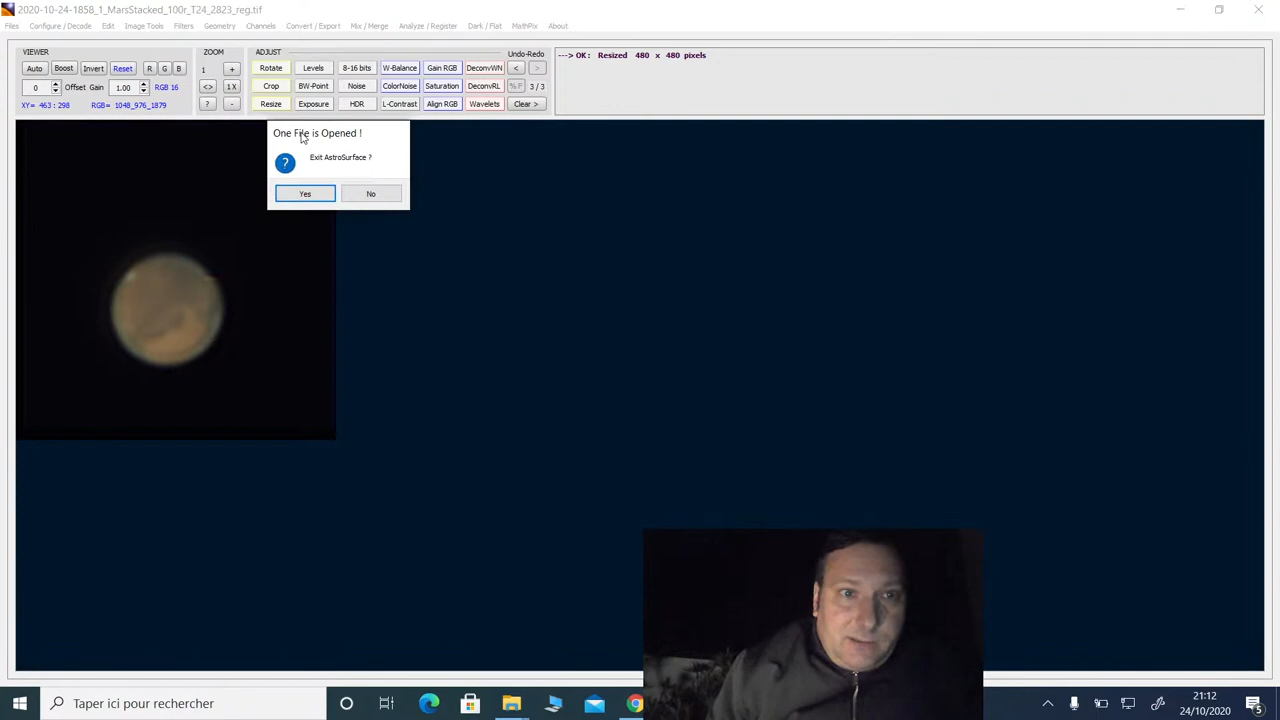 2020-10-24-1858_1_MarsStacked_100r_T24_2823_reg.tif
Files Configure / Decode Edit Image Tools Filters Geometry Channels Convert / Export Mix / Merge Analyze / Register Dark / Flat MathPix About
VIEWER ZOOM ADJUST Undo-Redo
Auto Boost Invert Reset R G B 1 + Rotate Levels 8-16 bits W-Balance Gain RGB DeconvWN < >
---> OK: Resized 480 x 480 pixels
0 Offset Gain 1.00 RGB 16 <> 1 X Crop BW-Point Noise ColorNoise Saturation DeconvRL % F 3 / 3
XY= 463 : 298 RGB= 1048_976_1879 ? - Resize Exposure HDR L-Contrast Align RGB Wavelets Clear >
One File is Opened !
? Exit AstroSurface ?
Yes No
Taper ici pour rechercher
21:12
24/10/2020
5